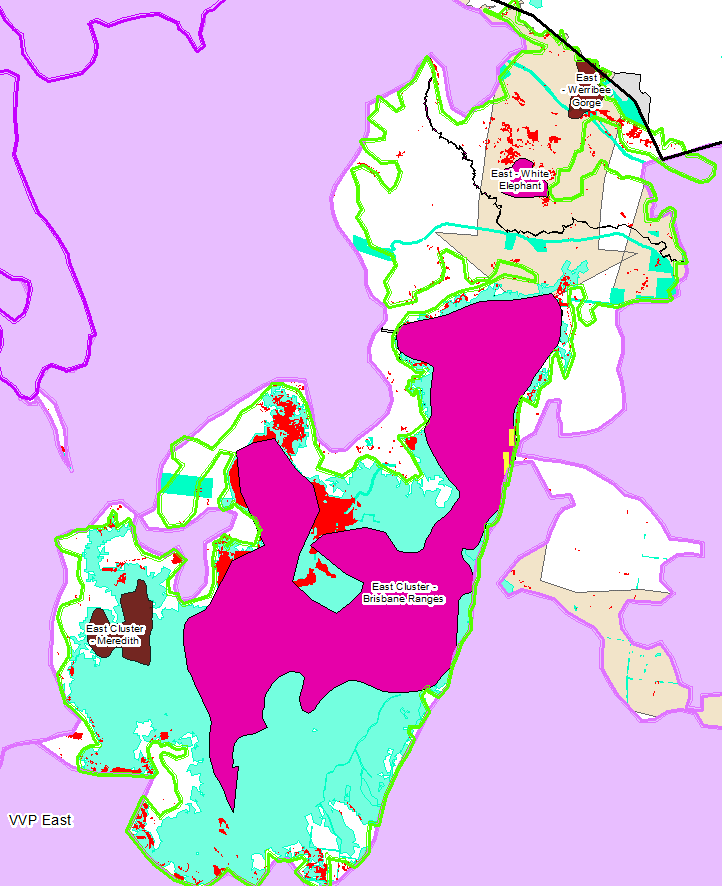 East
- Werribee
Gorge
East - White
Elephant
East Cluster -
Brisbane Ranges
East Cluster
- Meredith
VVP East